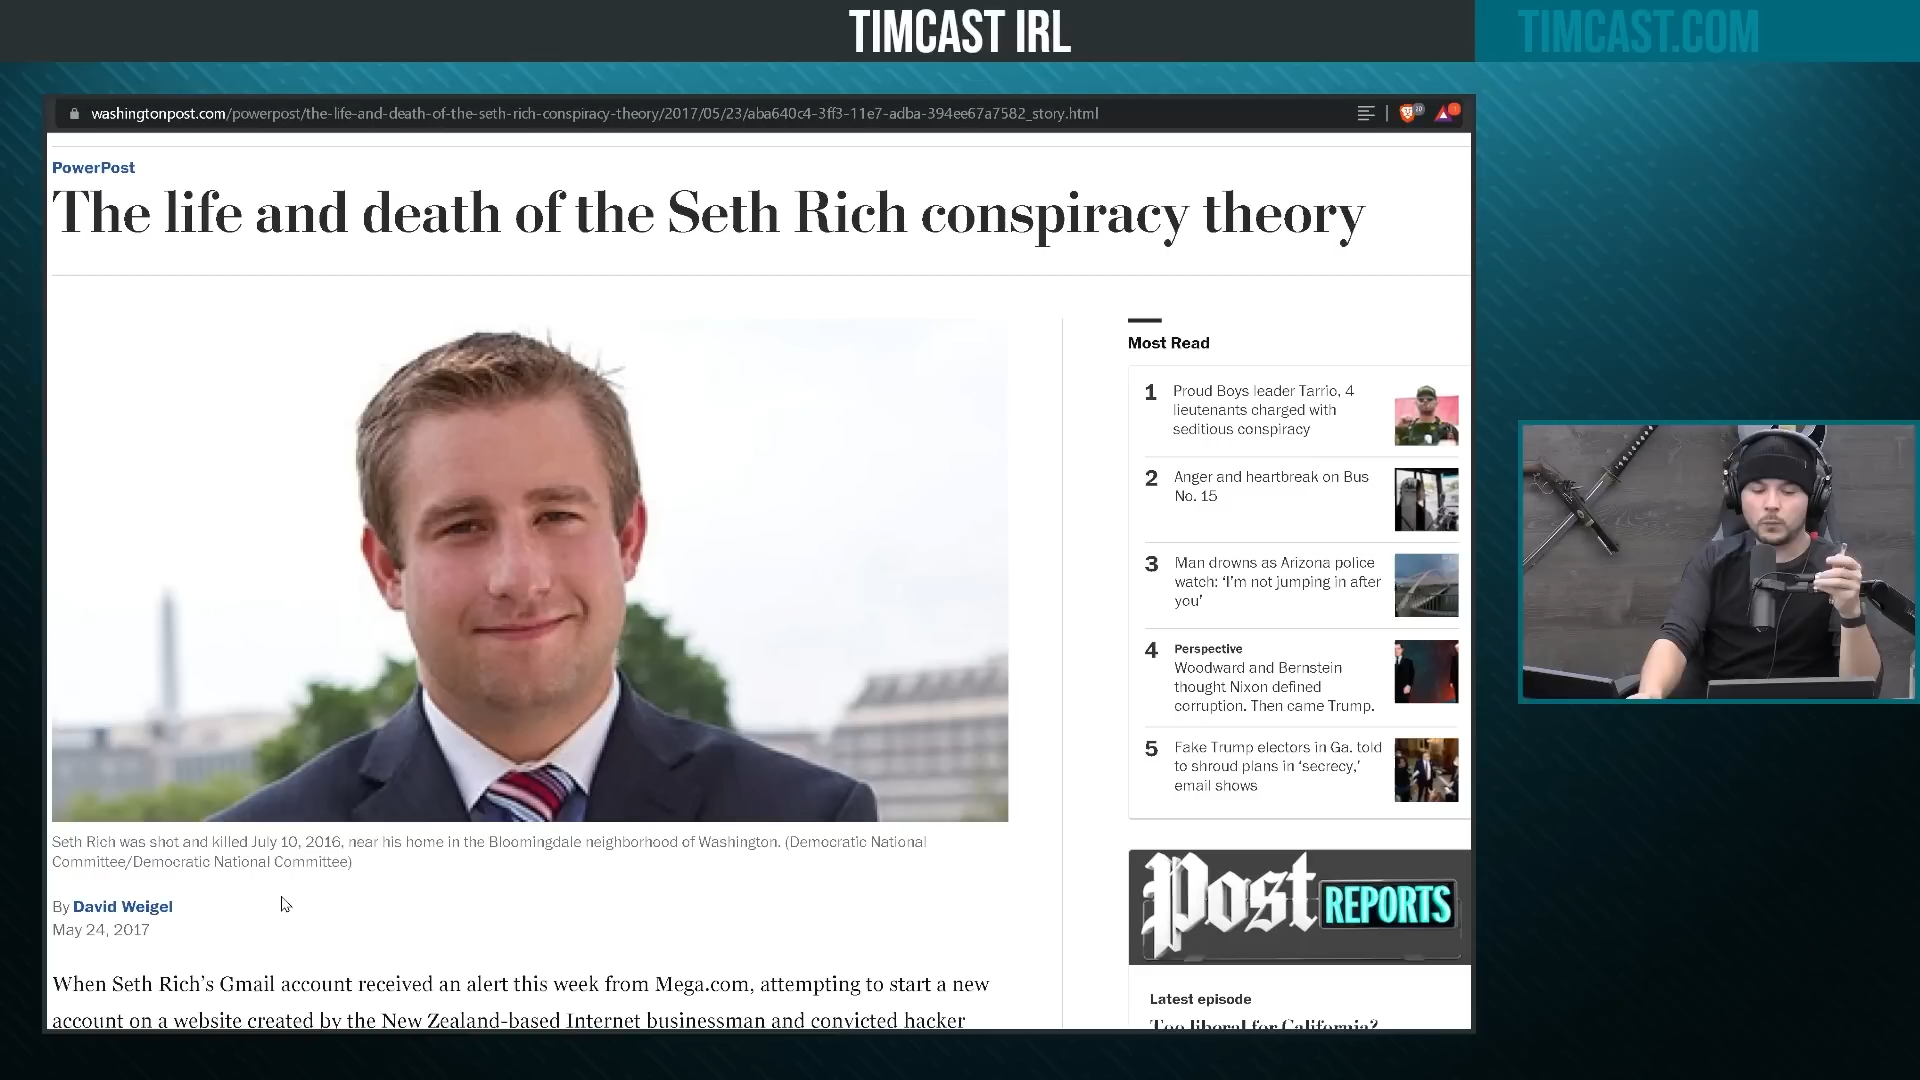 TIMCAST IRL
TIMCAST.COM
washingtonpost.com/powerpost/the-life-and-death-of-the-seth-rich-conspiracy-theory/2017/05/23/aba640c4-3ff3-11e7-adba-394ee67a7582_story.html
PowerPost
The life and death of the Seth Rich conspiracy theory
Seth Rich was shot and killed July 10, 2016, near his home in the Bloomingdale neighborhood of Washington. (Democratic National
Committee/Democratic National Committee)
By David Weigel
May 24, 2017
When Seth Rich's Gmail account received an alert this week from Mega.com, attempting to start a new
account on a website created by the New Zealand-based Internet businessman and convicted hacker
Most Read
1 Proud Boys leader Tarrio, 4
lieutenants charged with
seditious conspiracy
2 Anger and heartbreak on Bus
No. 15
3 Man drowns as Arizona police
watch: ‘I'm not jumping in after
you’
4 Perspective
Woodward and Bernstein
thought Nixon defined
corruption. Then came Trump.
5 Fake Trump electors in Ga. told
to shroud plans in ‘secrecy,’
email shows
Post REPORTS
Latest episode
Too liberal for California?